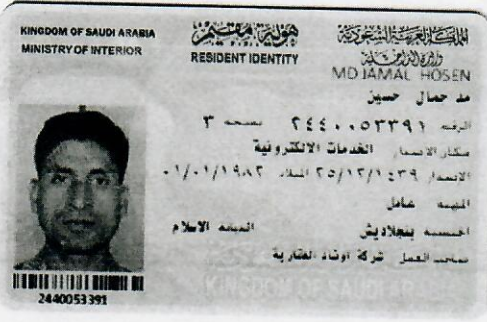 KINGDOM OF SAUDI ARABIA
MINISTRY OF INTERIOR
هوية مقيم
RESIDENT IDENTITY
المملكة العربية السعودية
وزارة الداخلية
MD JAMAL HOSEN
مد حمال حسين
الرقم ٢٤٤٠٠٥٣٣٩١ نسخة ٣
مكان الاصدار الخدمات الالكترونية
الاصدار ٢٥/١٢/١٤٣٩ الميلاد ٠١/٠١/١٩٨٢
المهنة عامل
الجنسية بنجلاديش الديانة الاسلام
صاحب العمل شركة اوتاد العقارية
KINGDOM OF SAUDI ARABIA
2440053391